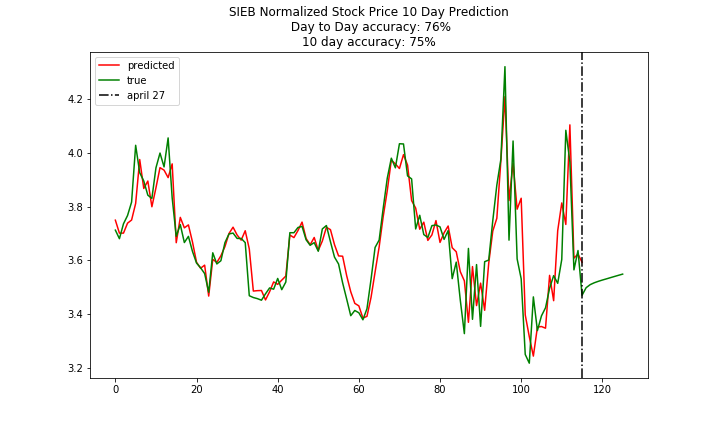 SIEB Normalized Stock Price 10 Day Prediction
Day to Day accuracy: 76%
10 day accuracy: 75%
predicted
true
april 27
4.2
4.0
3.8
3.6
3.4
3.2
0 20 40 60 80 100 120